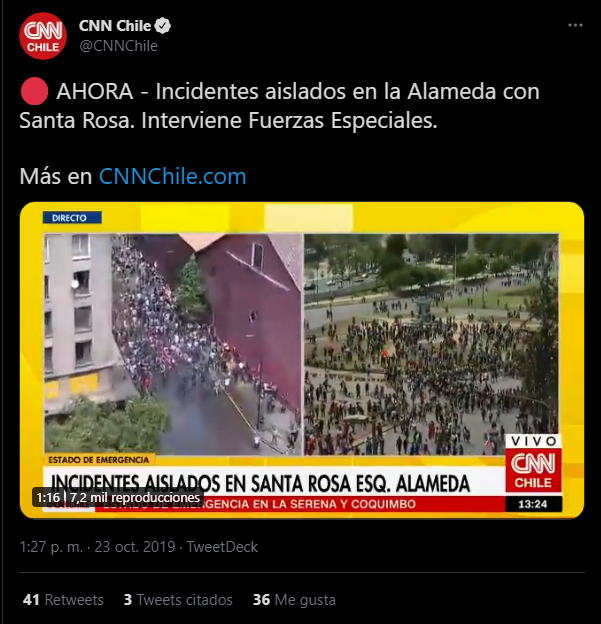 CNN Chile
@CNNChile
AHORA - Incidentes aislados en la Alameda con
Santa Rosa. Interviene Fuerzas Especiales.
Más en CNNChile.com
DIRECTO
VIVO
ESTADO DE EMERGENCIA
CNN
CHILE
INCIDENTES AISLADOS EN SANTA ROSA ESQ. ALAMEDA
1:16 | 7,2 mil reproducciones
ESTADO DE EMERGENCIA EN LA SERENA Y COQUIMBO
13:24
1:27 p. m. · 23 oct. 2019 · TweetDeck
41 Retweets 3 Tweets citados 36 Me gusta